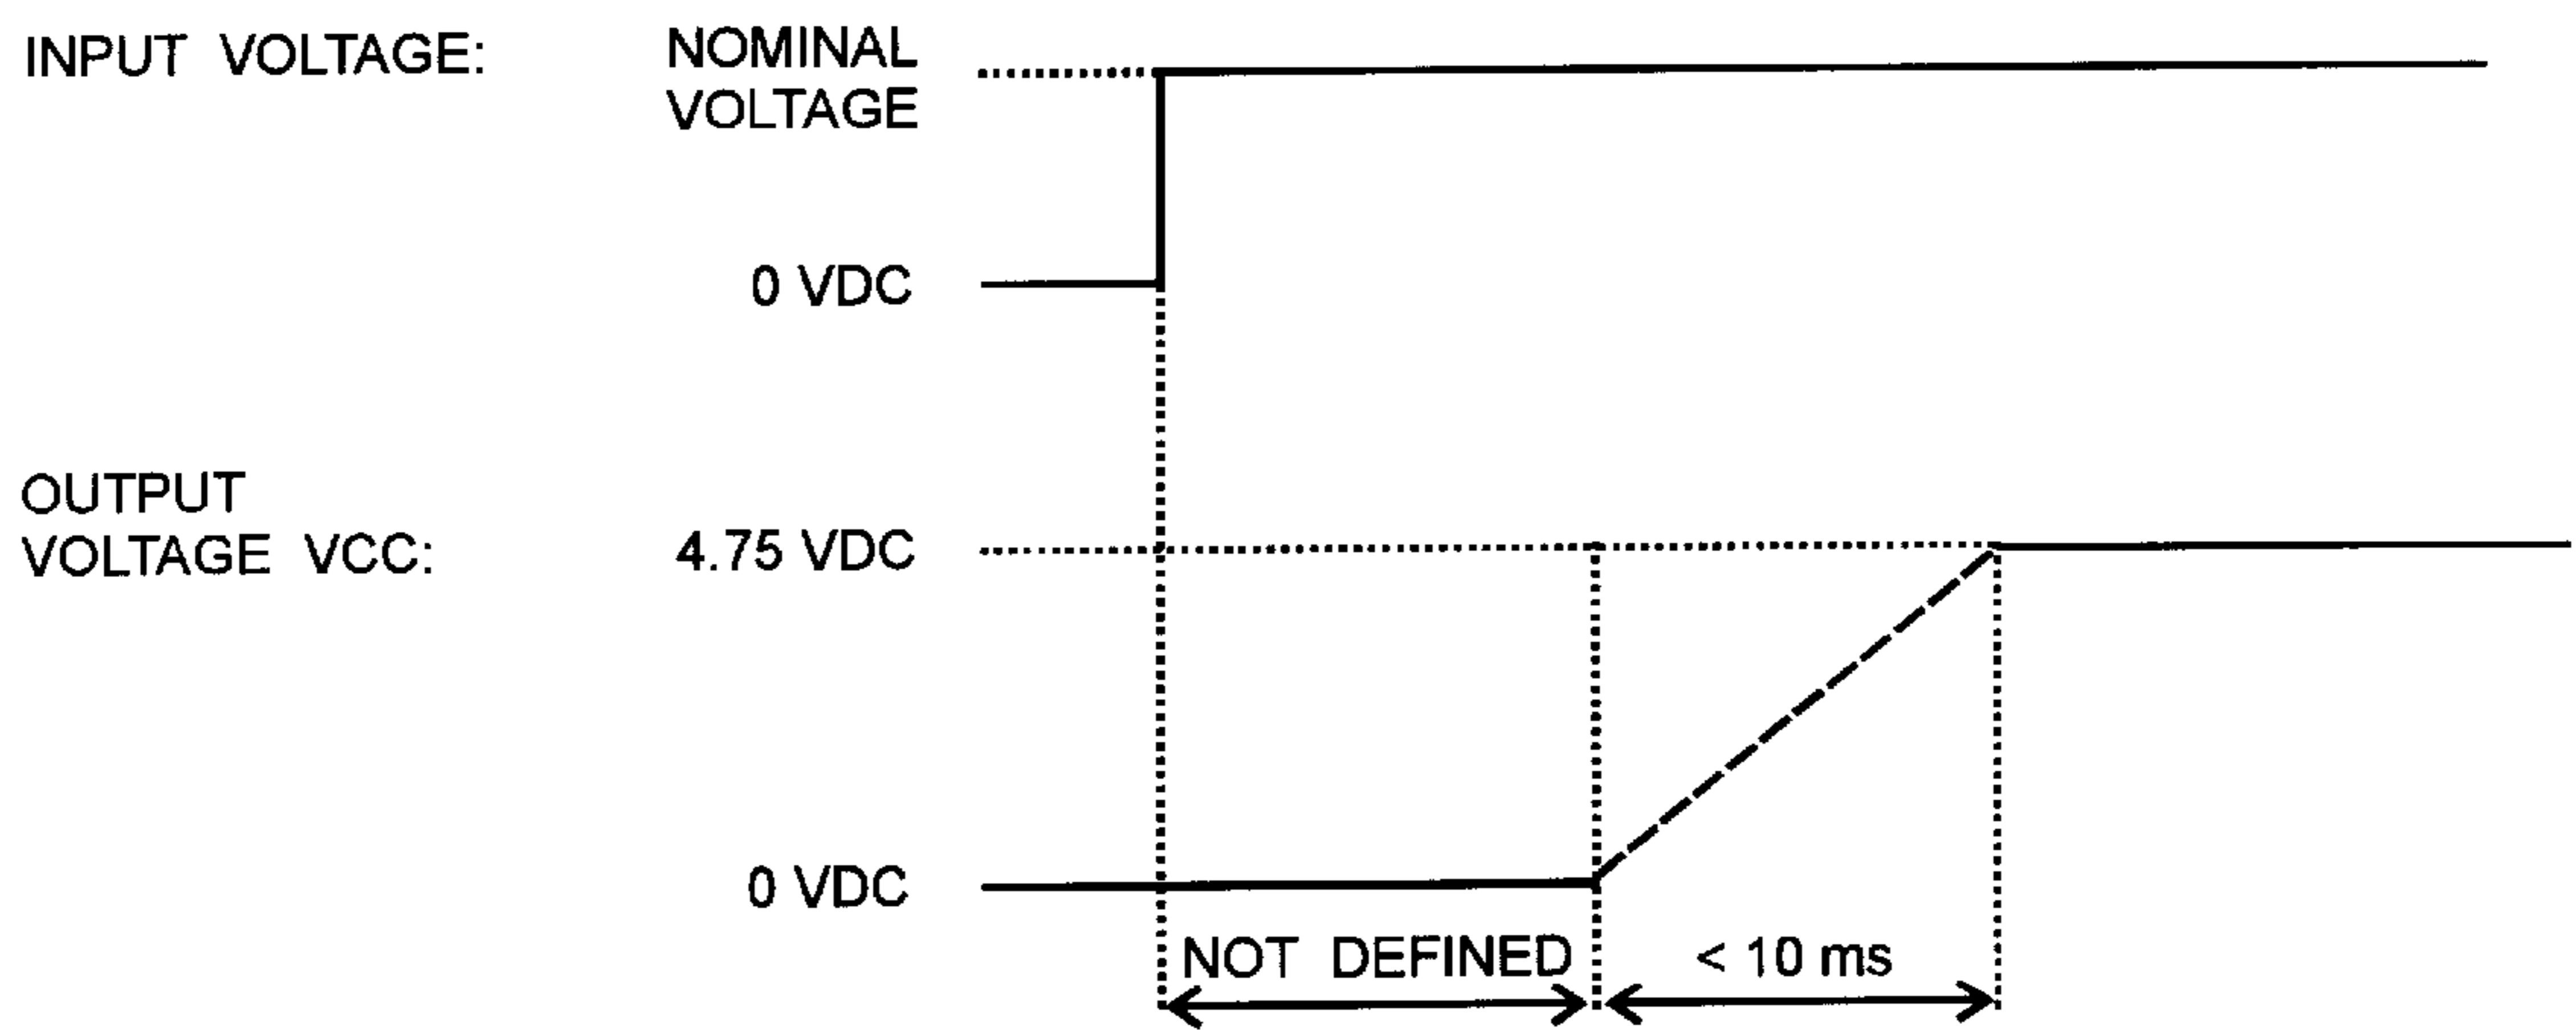 INPUT VOLTAGE:
NOMINAL
VOLTAGE
0 VDC
OUTPUT
VOLTAGE VCC:
4.75 VDC
0 VDC
NOT DEFINED
< 10 ms